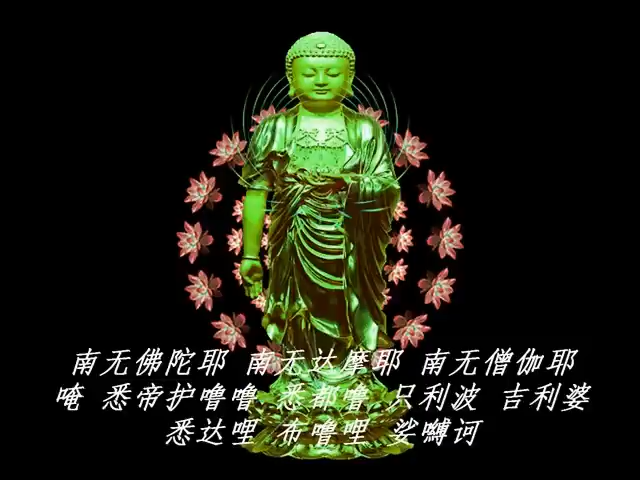 南无佛陀耶 南无达摩耶 南无僧伽耶
唵 悉帝护噜噜 悉都噜 只利波 吉利婆
悉达哩 布噜哩 娑嚩诃